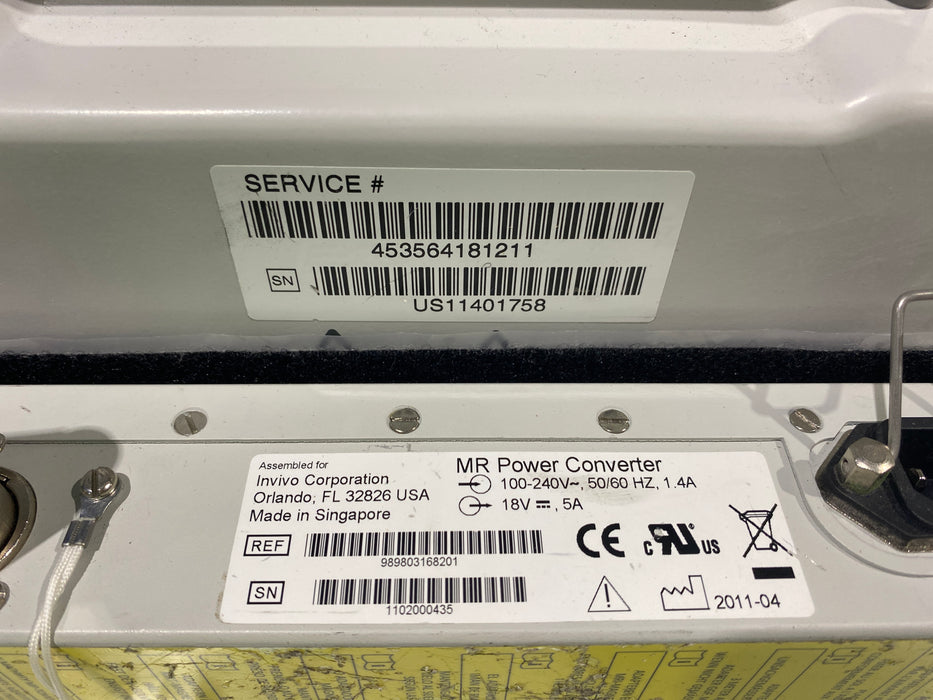 SERVICE #
453564181211
SN
US11401758
Assembled for
Invivo Corporation
Orlando, FL 32826 USA
Made in Singapore
MR Power Converter
100-240V~, 50/60 HZ, 1.4A
18V ⎓, 5A
REF
989803168201
CE
c RU US
SN
1102000435
2011-04